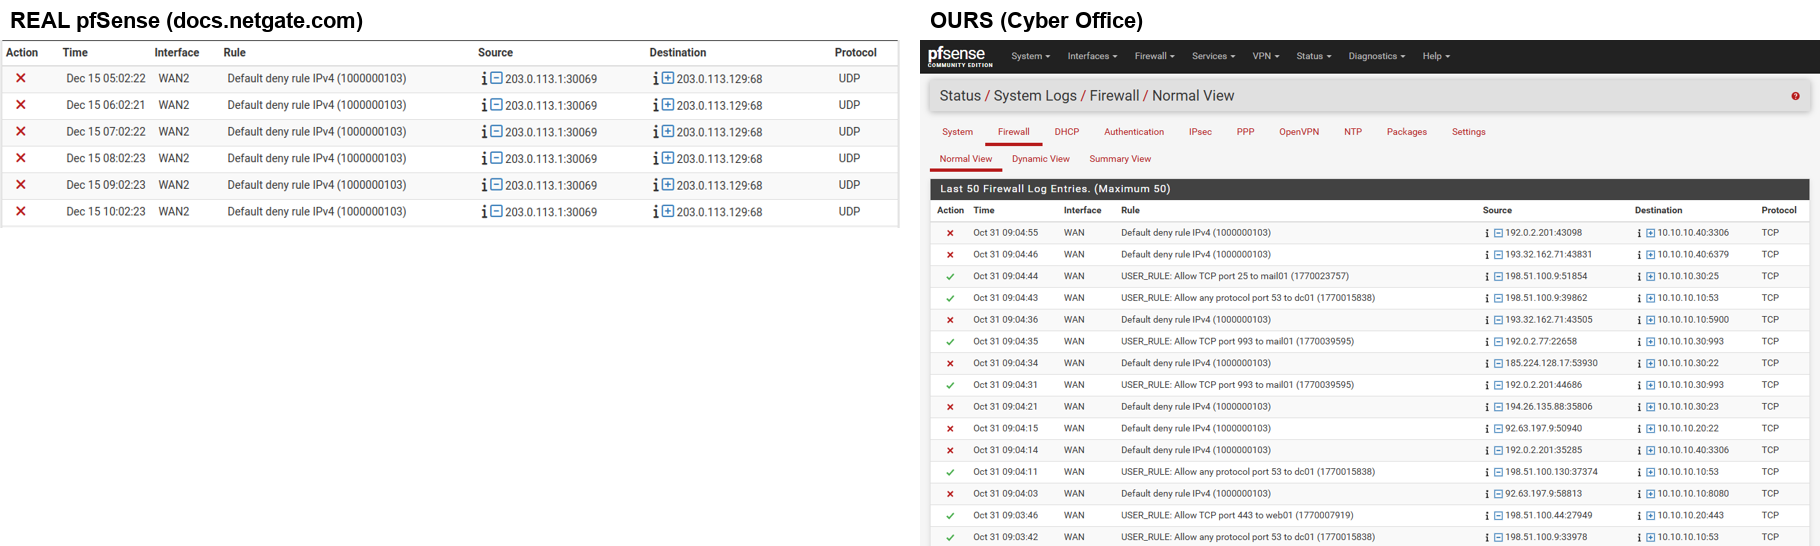 REAL pfSense (docs.netgate.com)
Action Time Interface Rule Source Destination Protocol
Dec 15 05:02:22 WAN2 Default deny rule IPv4 (1000000103) 203.0.113.1:30069 203.0.113.129:68 UDP
Dec 15 06:02:21 WAN2 Default deny rule IPv4 (1000000103) 203.0.113.1:30069 203.0.113.129:68 UDP
Dec 15 07:02:22 WAN2 Default deny rule IPv4 (1000000103) 203.0.113.1:30069 203.0.113.129:68 UDP
Dec 15 08:02:23 WAN2 Default deny rule IPv4 (1000000103) 203.0.113.1:30069 203.0.113.129:68 UDP
Dec 15 09:02:23 WAN2 Default deny rule IPv4 (1000000103) 203.0.113.1:30069 203.0.113.129:68 UDP
Dec 15 10:02:23 WAN2 Default deny rule IPv4 (1000000103) 203.0.113.1:30069 203.0.113.129:68 UDP
OURS (Cyber Office)
pfsense System Interfaces Firewall Services VPN Status Diagnostics Help
COMMUNITY EDITION
Status / System Logs / Firewall / Normal View
System Firewall DHCP Authentication IPsec PPP OpenVPN NTP Packages Settings
Normal View Dynamic View Summary View
Last 50 Firewall Log Entries. (Maximum 50)
Action Time Interface Rule Source Destination Protocol
Oct 31 09:04:55 WAN Default deny rule IPv4 (1000000103) 192.0.2.201:43098 10.10.10.40:3306 TCP
Oct 31 09:04:46 WAN Default deny rule IPv4 (1000000103) 193.32.162.71:43831 10.10.10.40:6379 TCP
Oct 31 09:04:44 WAN USER_RULE: Allow TCP port 25 to mail01 (1770023757) 198.51.100.9:51854 10.10.10.30:25 TCP
Oct 31 09:04:43 WAN USER_RULE: Allow any protocol port 53 to dc01 (1770015838) 198.51.100.9:39862 10.10.10.10:53 TCP
Oct 31 09:04:36 WAN Default deny rule IPv4 (1000000103) 193.32.162.71:43505 10.10.10.10:5900 TCP
Oct 31 09:04:35 WAN USER_RULE: Allow TCP port 993 to mail01 (1770039595) 192.0.2.77:22658 10.10.10.30:993 TCP
Oct 31 09:04:34 WAN Default deny rule IPv4 (1000000103) 185.224.128.17:53930 10.10.10.30:22 TCP
Oct 31 09:04:31 WAN USER_RULE: Allow TCP port 993 to mail01 (1770039595) 192.0.2.201:44686 10.10.10.30:993 TCP
Oct 31 09:04:21 WAN Default deny rule IPv4 (1000000103) 194.26.135.88:35806 10.10.10.30:23 TCP
Oct 31 09:04:15 WAN Default deny rule IPv4 (1000000103) 92.63.197.9:50940 10.10.10.20:22 TCP
Oct 31 09:04:14 WAN Default deny rule IPv4 (1000000103) 192.0.2.201:35285 10.10.10.40:3306 TCP
Oct 31 09:04:11 WAN USER_RULE: Allow any protocol port 53 to dc01 (1770015838) 198.51.100.130:37374 10.10.10.10:53 TCP
Oct 31 09:04:03 WAN Default deny rule IPv4 (1000000103) 92.63.197.9:58813 10.10.10.10:8080 TCP
Oct 31 09:03:46 WAN USER_RULE: Allow TCP port 443 to web01 (1770007919) 198.51.100.44:27949 10.10.10.20:443 TCP
Oct 31 09:03:42 WAN USER_RULE: Allow any protocol port 53 to dc01 (1770015838) 198.51.100.9:33978 10.10.10.10:53 TCP